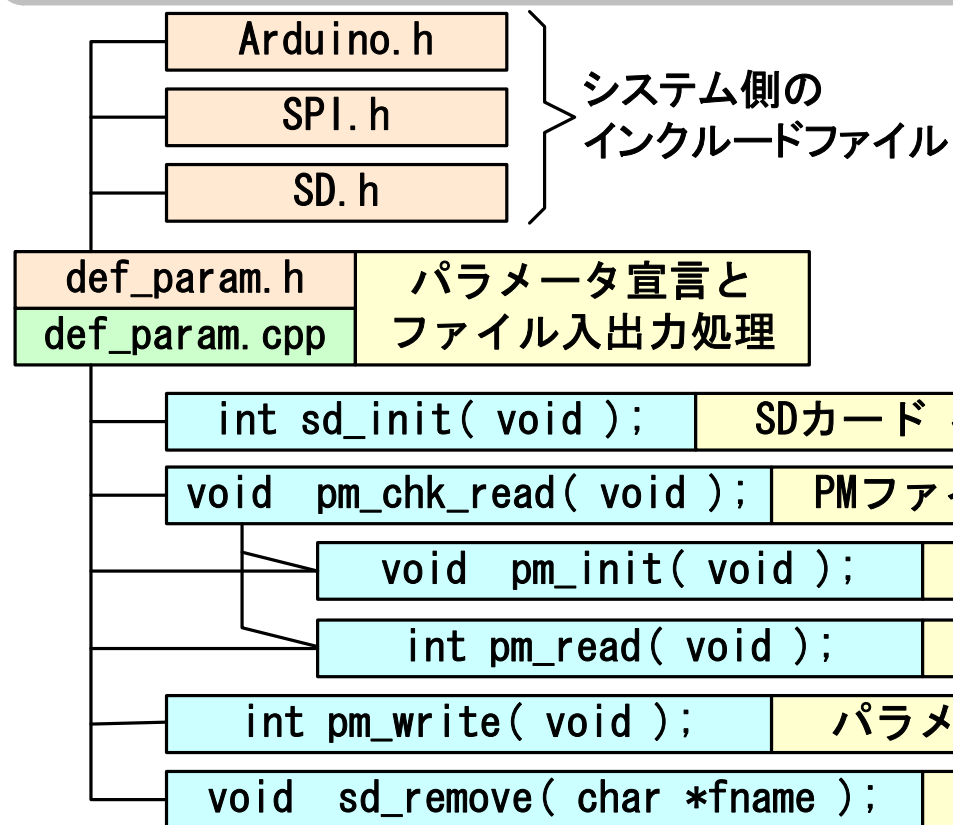 Arduino.h
SPI.h
SD.h
システム側の
インクルードファイル
def_param.h
def_param.cpp
パラメータ宣言と
ファイル入出力処理
int sd_init( void );
SDカード
void pm_chk_read( void );
PMファイ
void pm_init( void );
int pm_read( void );
int pm_write( void );
パラメ
void sd_remove( char *fname );